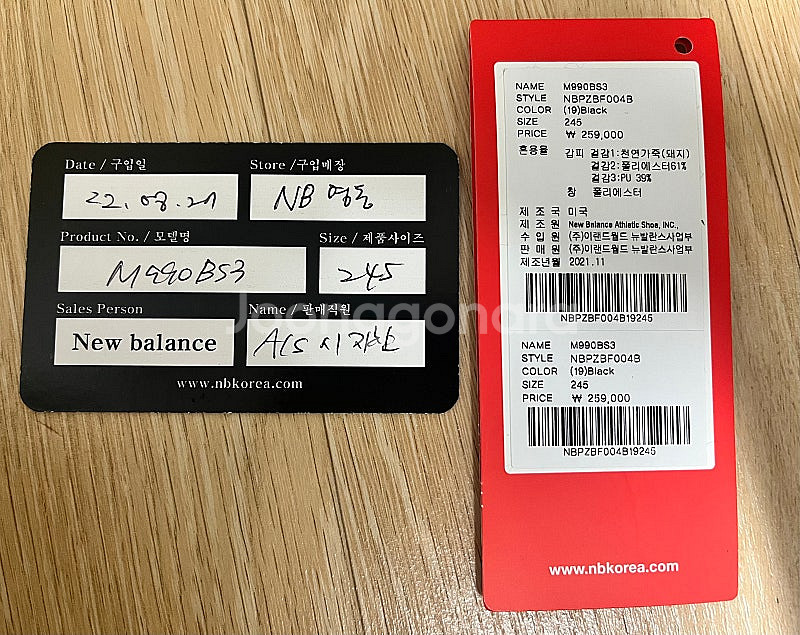 Date /구입일
Store /구입매장
22.08.27
NB 명동
Product No. / 모델명
Size / 제품사이즈
M990BS3
245
Sales Person
Name / 판매직원
New balance
A/S 시 지참
www.nbkorea.com
NAME M990BS3
STYLE NBPZBF004B
COLOR (19)Black
SIZE 245
PRICE ₩ 259,000
혼용율 갑피 겉감1:천연가죽(돼지)
겉감2:폴리에스터61%
겉감3:PU 39%
창 폴리에스터
제 조 국 미국
제 조 원 New Balance Athletic Shoe, INC.,
수 입 원 (주)이랜드월드 뉴발란스사업부
판 매 원 (주)이랜드월드 뉴발란스사업부
제조년월 2021.11
NBPZBF004B19245
NAME M990BS3
STYLE NBPZBF004B
COLOR (19)Black
SIZE 245
PRICE ₩ 259,000
NBPZBF004B19245
www.nbkorea.com
Joonggonara